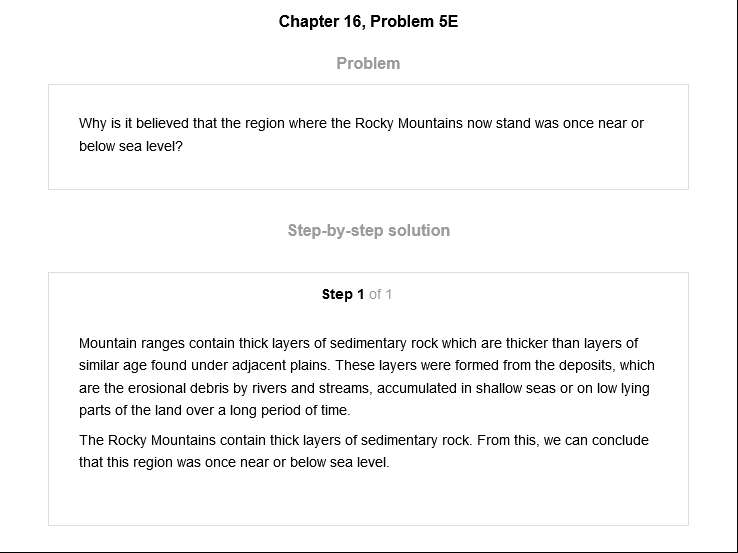 Chapter 16, Problem 5E
Problem
Why is it believed that the region where the Rocky Mountains now stand was once near or
below sea level?
Step-by-step solution
Step 1 of 1
Mountain ranges contain thick layers of sedimentary rock which are thicker than layers of
similar age found under adjacent plains. These layers were formed from the deposits, which
are the erosional debris by rivers and streams, accumulated in shallow seas or on low lying
parts of the land over a long period of time.
The Rocky Mountains contain thick layers of sedimentary rock. From this, we can conclude
that this region was once near or below sea level.